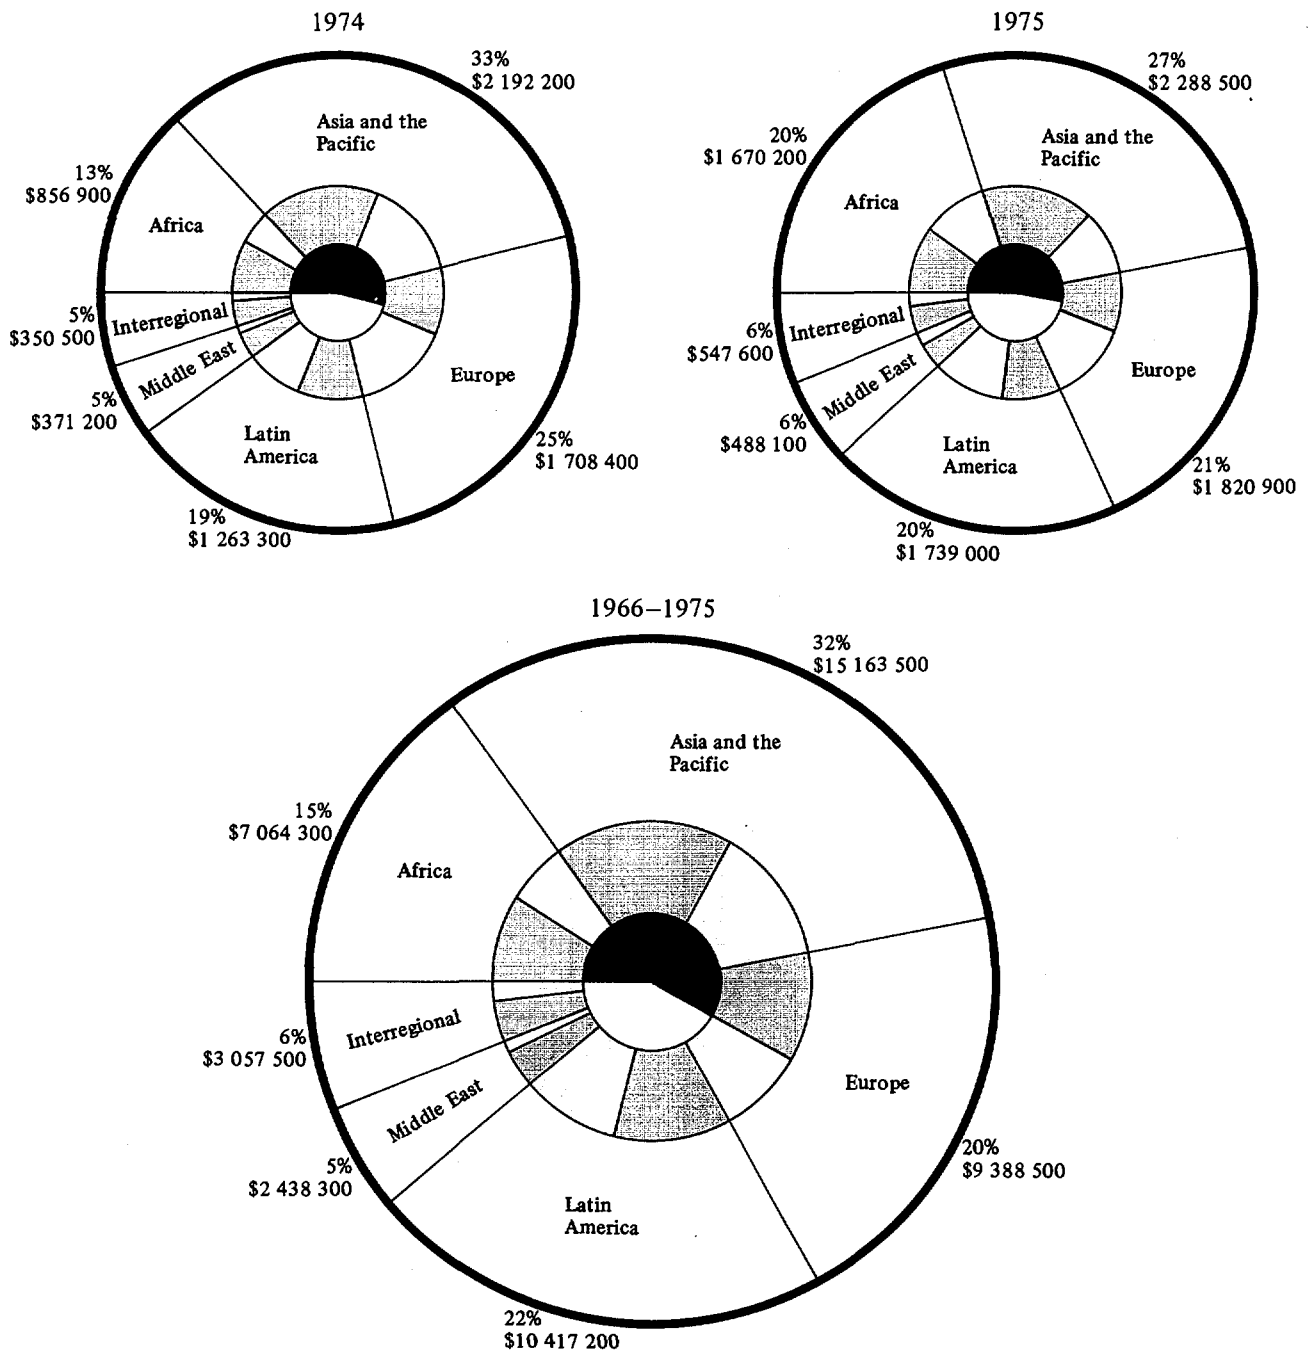 1974
33%
$2 192 200
Asia and the
Pacific
13%
$856 900
Africa
5%
$350 500
Interregional
Middle East
5%
$371 200
Europe
25%
$1 708 400
Latin
America
19%
$1 263 300
1975
27%
$2 288 500
20%
$1 670 200
Asia and the
Pacific
Africa
6%
$547 600
Interregional
Middle East
6%
$488 100
Europe
21%
$1 820 900
Latin
America
20%
$1 739 000
1966–1975
32%
$15 163 500
Asia and the
Pacific
15%
$7 064 300
Africa
6%
$3 057 500
Interregional
Middle East
5%
$2 438 300
Europe
20%
$9 388 500
Latin
America
22%
$10 417 200